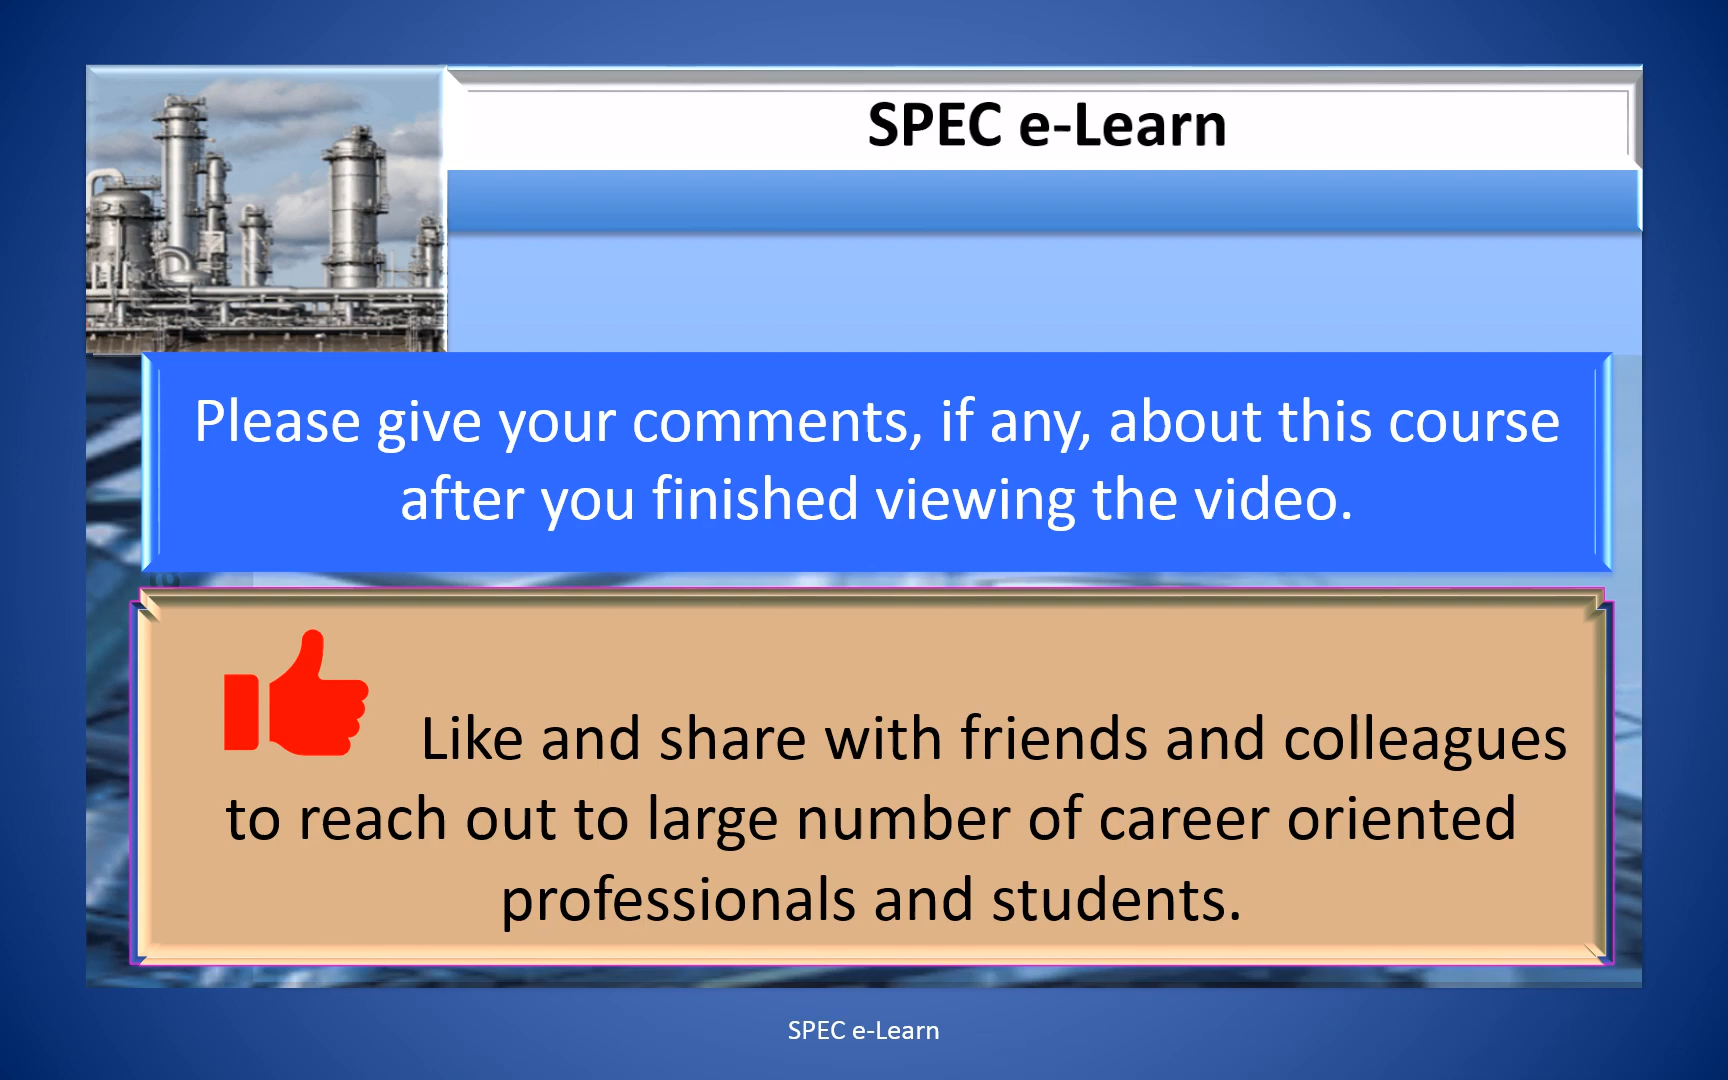 SPEC e-Learn
Please give your comments, if any, about this course
after you finished viewing the video.
Like and share with friends and colleagues
to reach out to large number of career oriented
professionals and students.
SPEC e-Learn